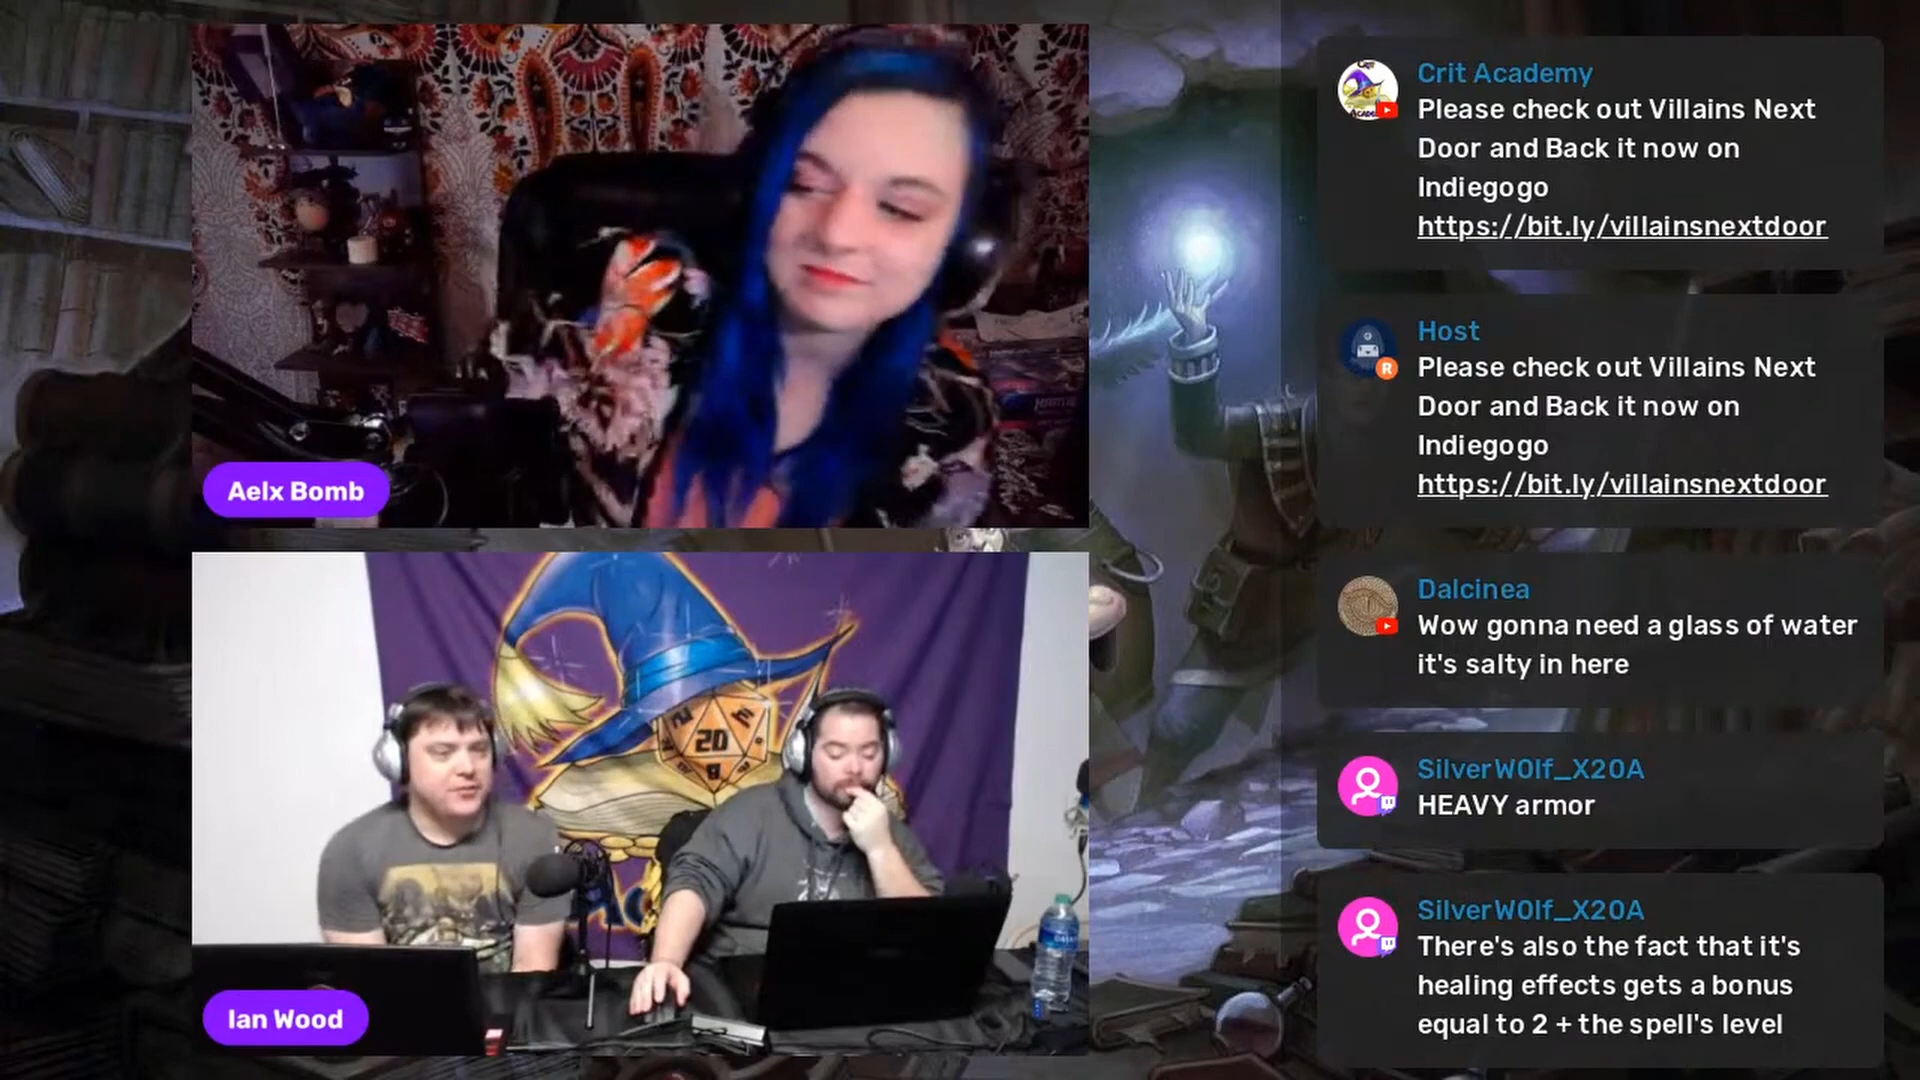 Aelx Bomb
20
9
Ian Wood
Crit Academy
Please check out Villains Next
Door and Back it now on
Indiegogo
https://bit.ly/villainsnextdoor
Host
Please check out Villains Next
Door and Back it now on
Indiegogo
https://bit.ly/villainsnextdoor
Dalcinea
Wow gonna need a glass of water
it's salty in here
SilverW0lf_X20A
HEAVY armor
SilverW0lf_X20A
There's also the fact that it's
healing effects gets a bonus
equal to 2 + the spell's level